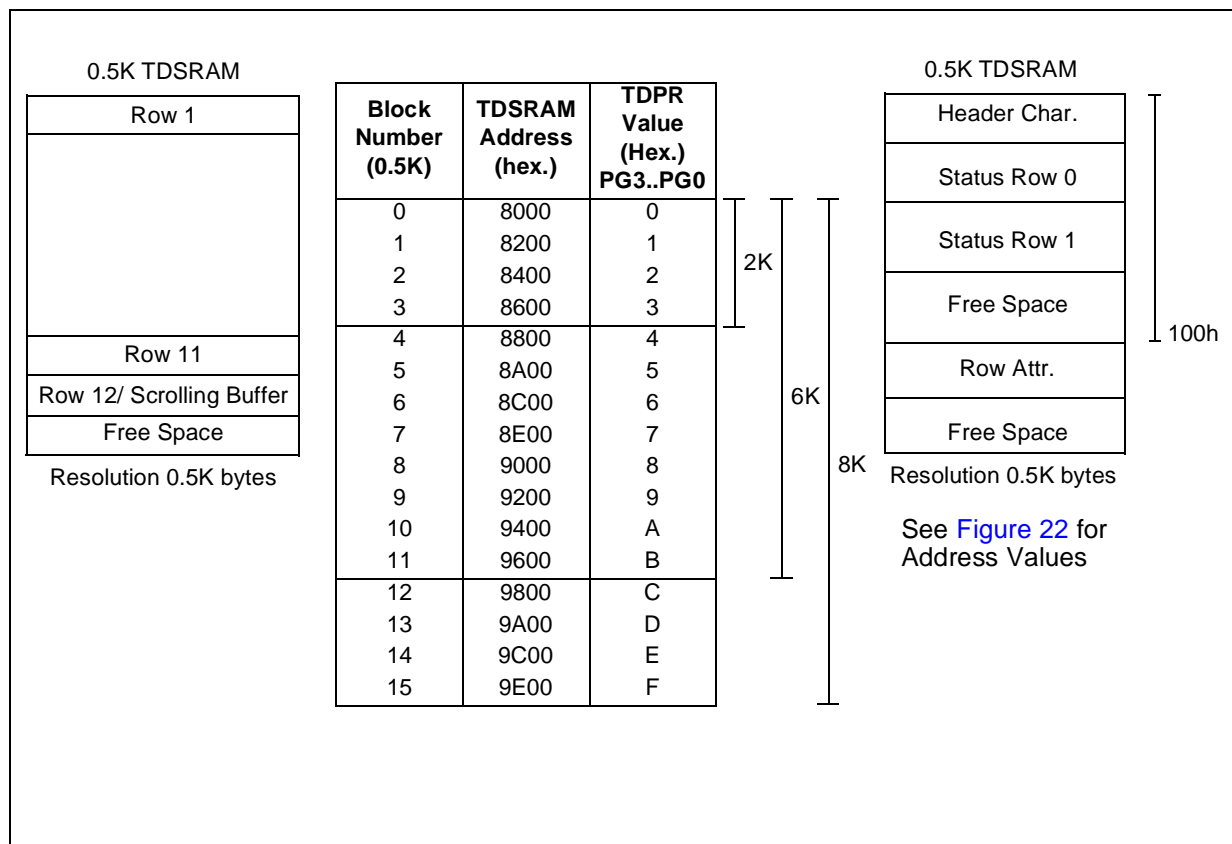 0.5K TDSRAM
Row 1
Row 11
Row 12/ Scrolling Buffer
Free Space
Resolution 0.5K bytes
Block Number (0.5K) TDSRAM Address (hex.) TDPR Value (Hex.) PG3..PG0
0 8000 0
1 8200 1
2 8400 2
3 8600 3
4 8800 4
5 8A00 5
6 8C00 6
7 8E00 7
8 9000 8
9 9200 9
10 9400 A
11 9600 B
12 9800 C
13 9A00 D
14 9C00 E
15 9E00 F
2K
6K
8K
0.5K TDSRAM
Header Char.
Status Row 0
Status Row 1
Free Space
Row Attr.
Free Space
100h
Resolution 0.5K bytes
See Figure 22 for
Address Values